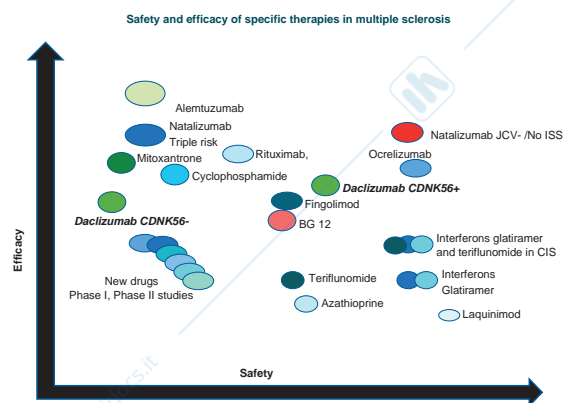 Safety and efficacy of specific therapies in multiple sclerosis
Alemtuzumab
Natalizumab
Triple risk
Natalizumab JCV- /No ISS
Mitoxantrone
Rituximab,
Ocrelizumab
Cyclophosphamide
Daclizumab CDNK56+
Fingolimod
Daclizumab CDNK56-
BG 12
Interferons glatiramer
and teriflunomide in CIS
New drugs
Phase I, Phase II studies
Teriflunomide
Interferons
Glatiramer
Azathioprine
Laquinimod
Efficacy
Safety